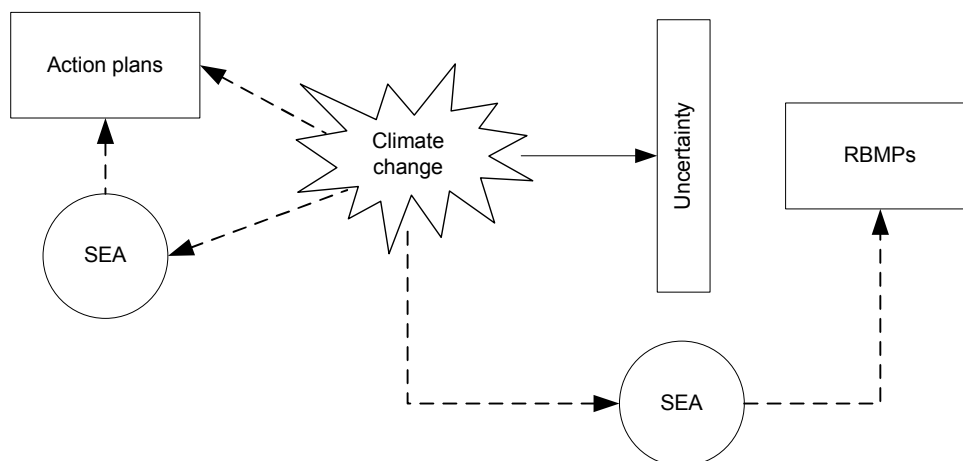 Action plans
Climate
change
Uncertainty
RBMPs
SEA
SEA